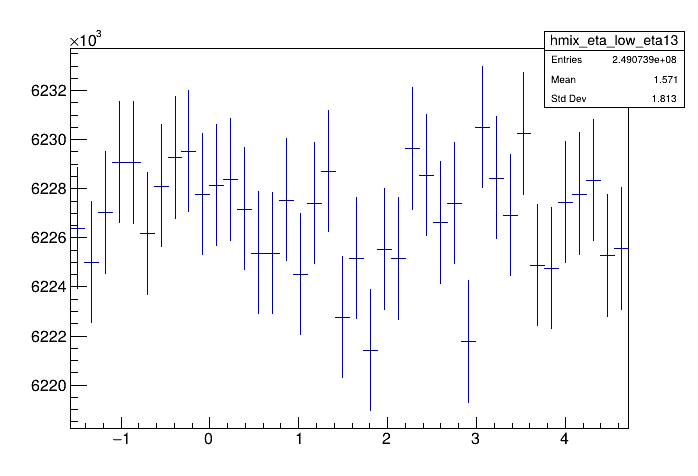 ×10³
hmix_eta_low_eta13
Entries 2.490739e+08
Mean 1.571
Std Dev 1.813
6232
6230
6228
6226
6224
6222
6220
−1 0 1 2 3 4